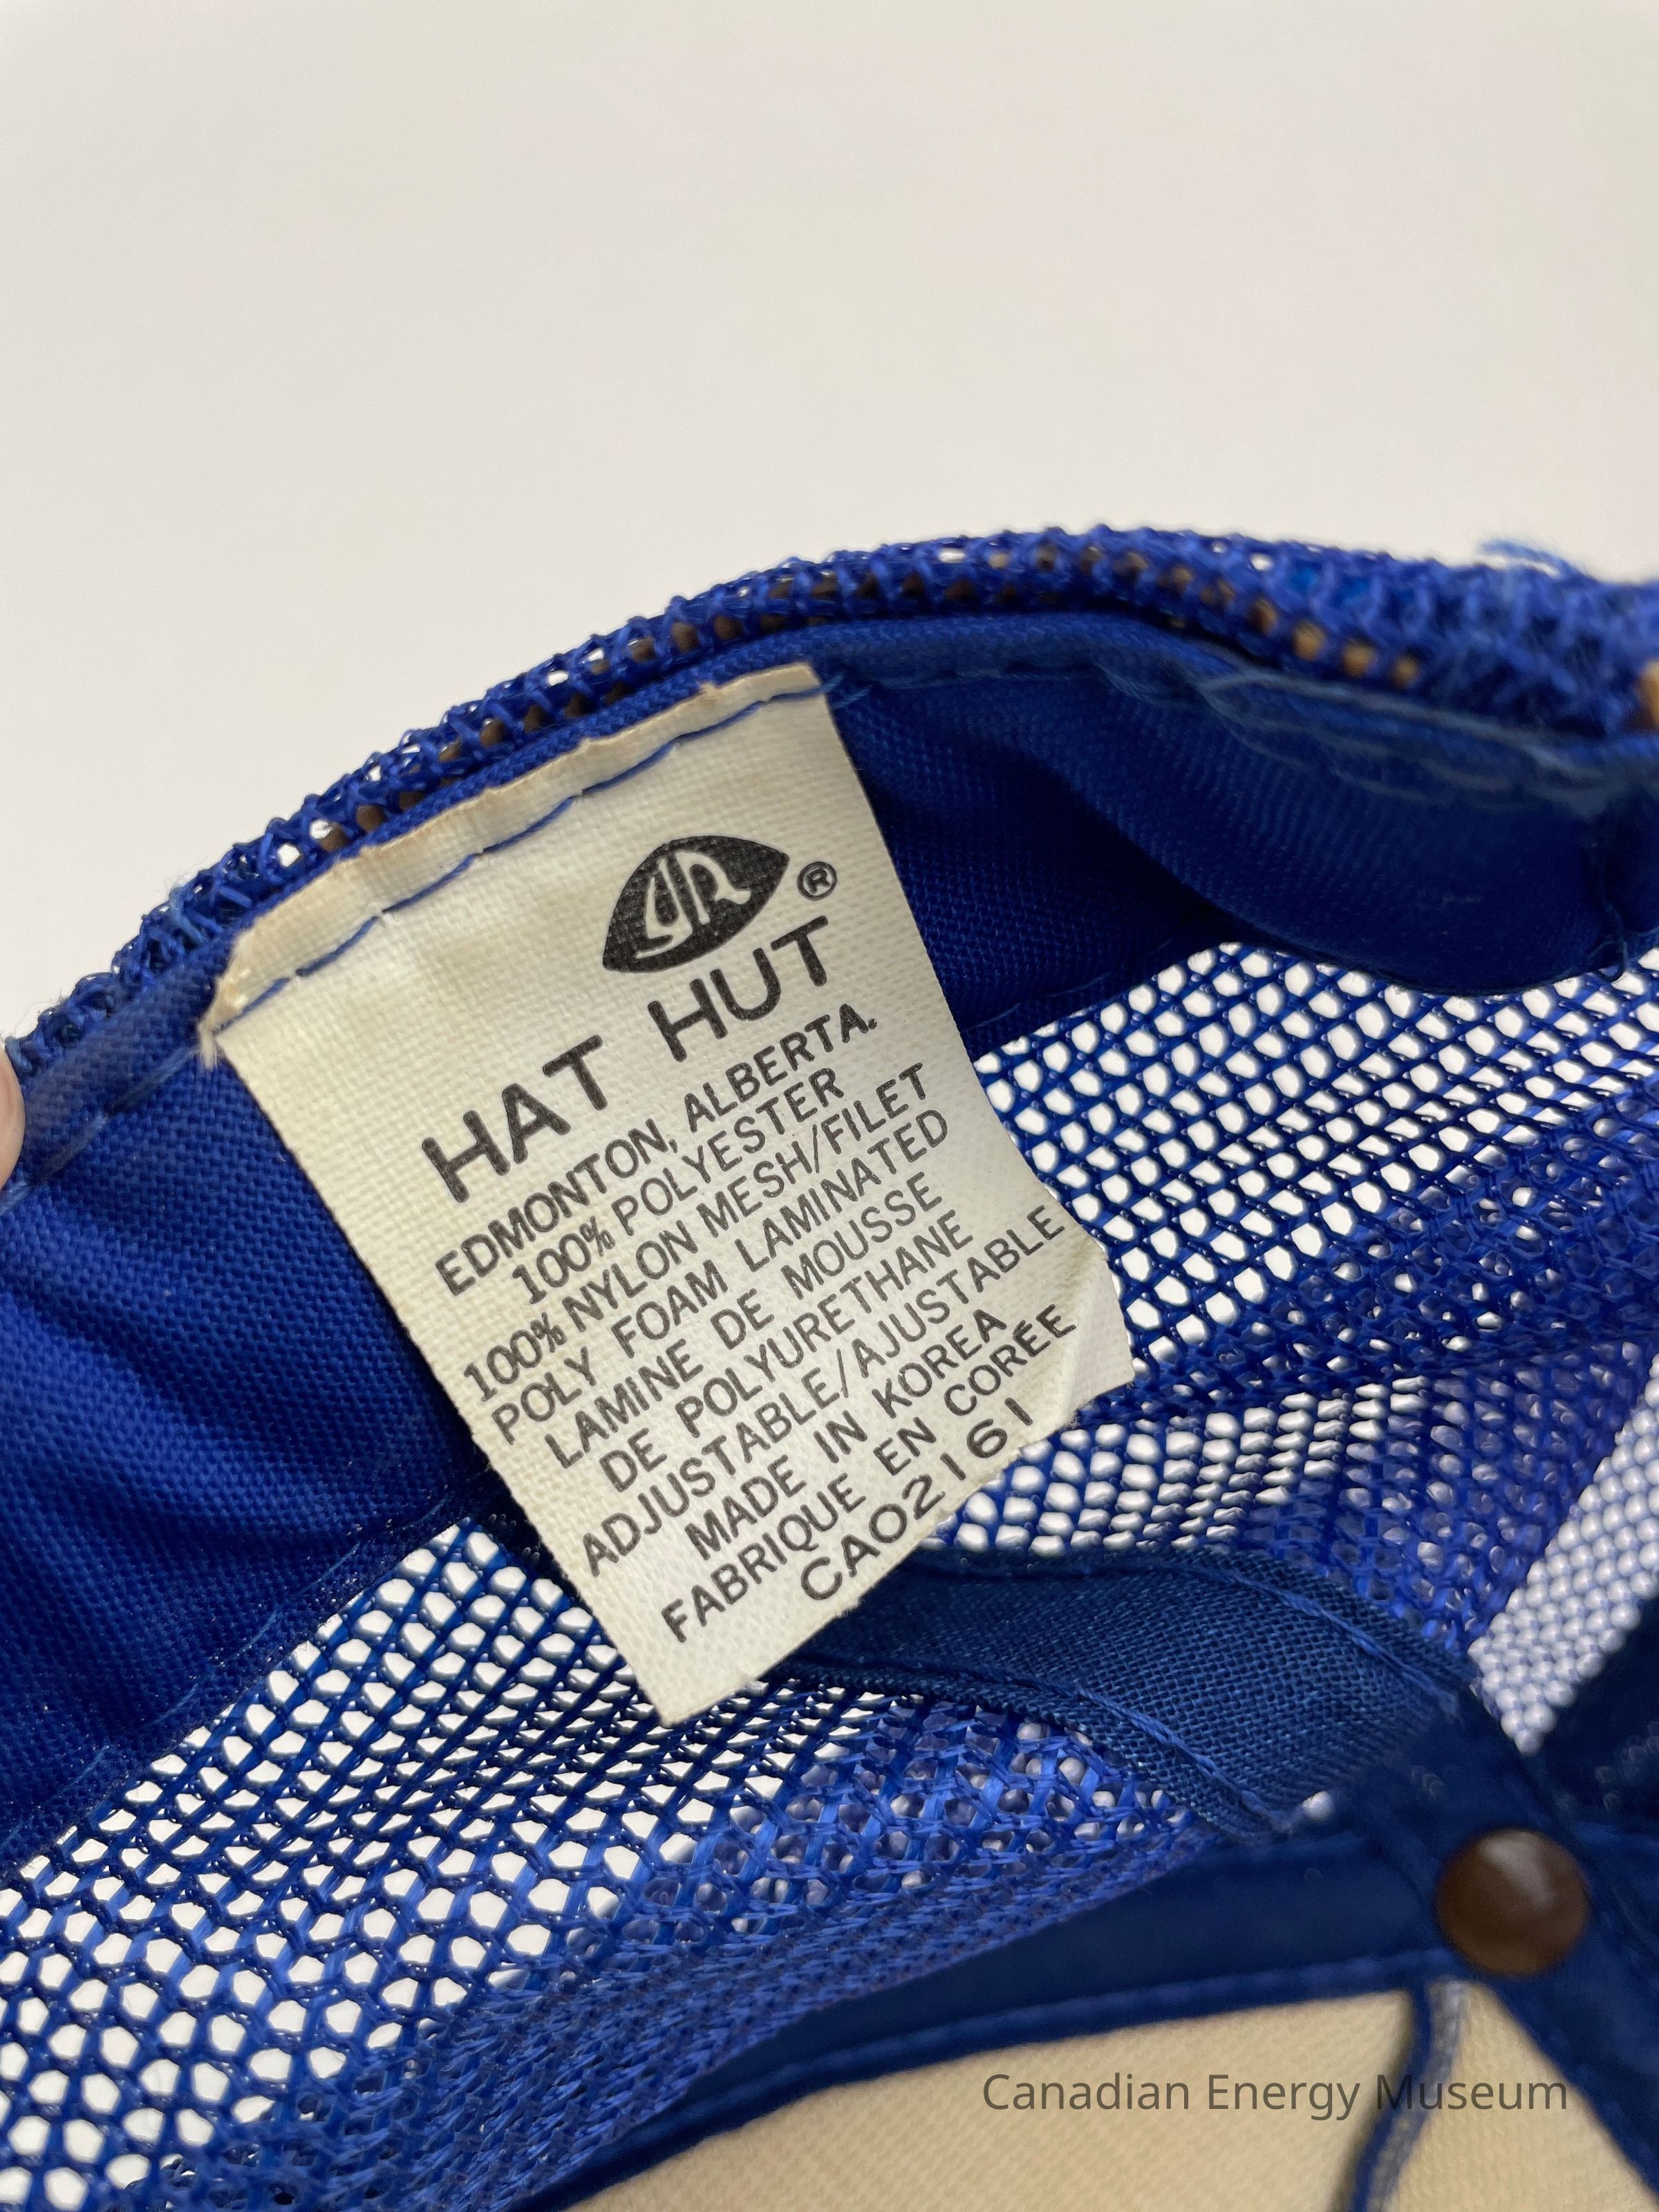 ®
HAT HUT
EDMONTON, ALBERTA.
100% POLYESTER
100% NYLON MESH/FILET
POLY FOAM LAMINATED
LAMINE DE MOUSSE
DE POLYURETHANE
ADJUSTABLE/AJUSTABLE
MADE IN KOREA
FABRIQUE EN CORÉE
CA02161
Canadian Energy Museum